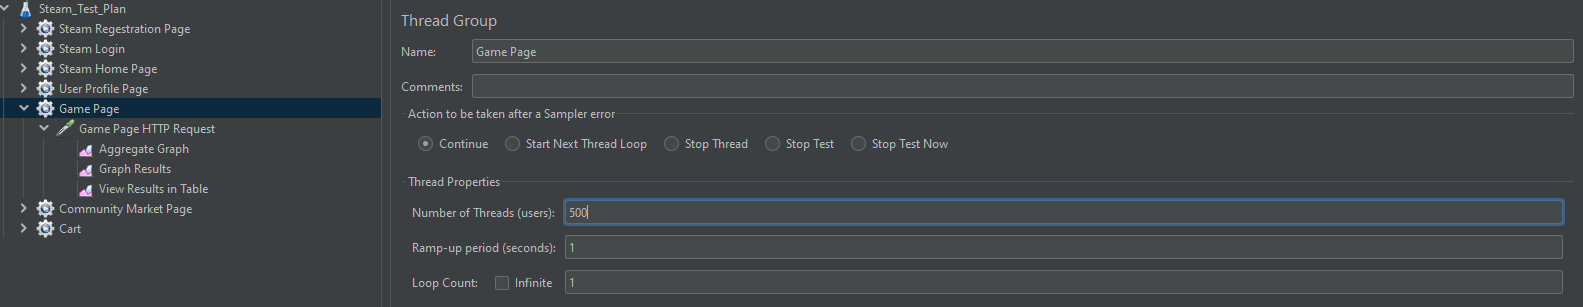 Steam_Test_Plan
Steam Regestration Page
Steam Login
Steam Home Page
User Profile Page
Game Page
Game Page HTTP Request
Aggregate Graph
Graph Results
View Results in Table
Community Market Page
Cart
Thread Group
Name: Game Page
Comments:
Action to be taken after a Sampler error
Continue Start Next Thread Loop Stop Thread Stop Test Stop Test Now
Thread Properties
Number of Threads (users): 500
Ramp-up period (seconds): 1
Loop Count: Infinite 1